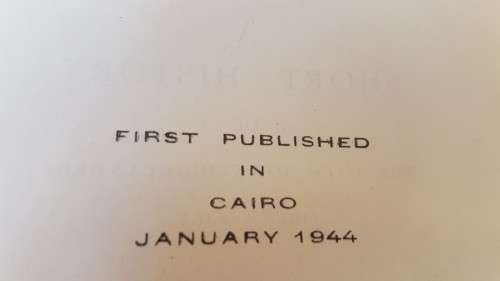 FIRST PUBLISHED
IN
CAIRO
JANUARY 1944